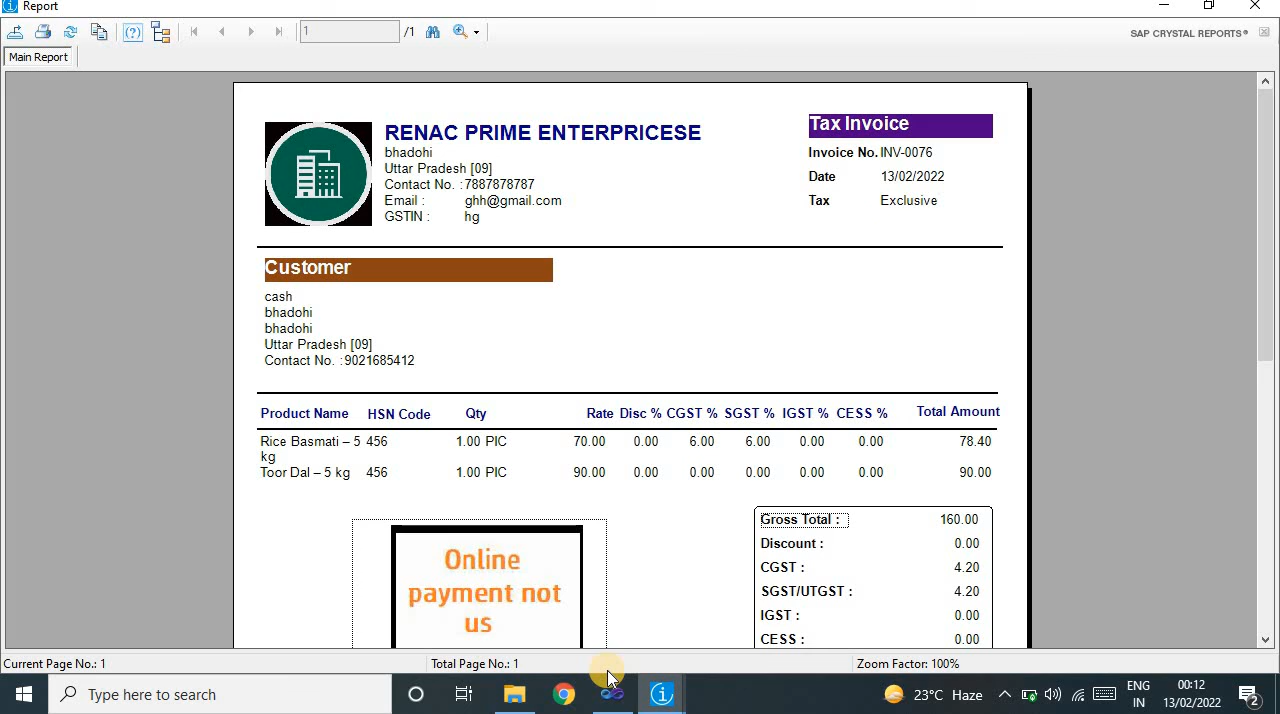 Report
1 /1
SAP CRYSTAL REPORTS®
Main Report
RENAC PRIME ENTERPRICESE
bhadohi
Uttar Pradesh [09]
Contact No. :7887878787
Email : ghh@gmail.com
GSTIN : hg
Tax Invoice
Invoice No. INV-0076
Date 13/02/2022
Tax Exclusive
Customer
cash
bhadohi
bhadohi
Uttar Pradesh [09]
Contact No. :9021685412
Product Name HSN Code Qty Rate Disc % CGST % SGST % IGST % CESS % Total Amount
Rice Basmati – 5 456 1.00 PIC 70.00 0.00 6.00 6.00 0.00 0.00 78.40
kg
Toor Dal – 5 kg 456 1.00 PIC 90.00 0.00 0.00 0.00 0.00 0.00 90.00
Online
payment not
us
Gross Total : 160.00
Discount : 0.00
CGST : 4.20
SGST/UTGST : 4.20
IGST : 0.00
CESS : 0.00
Current Page No.: 1 Total Page No.: 1 Zoom Factor: 100%
Type here to search
23°C Haze
ENG
IN
00:12
13/02/2022
2